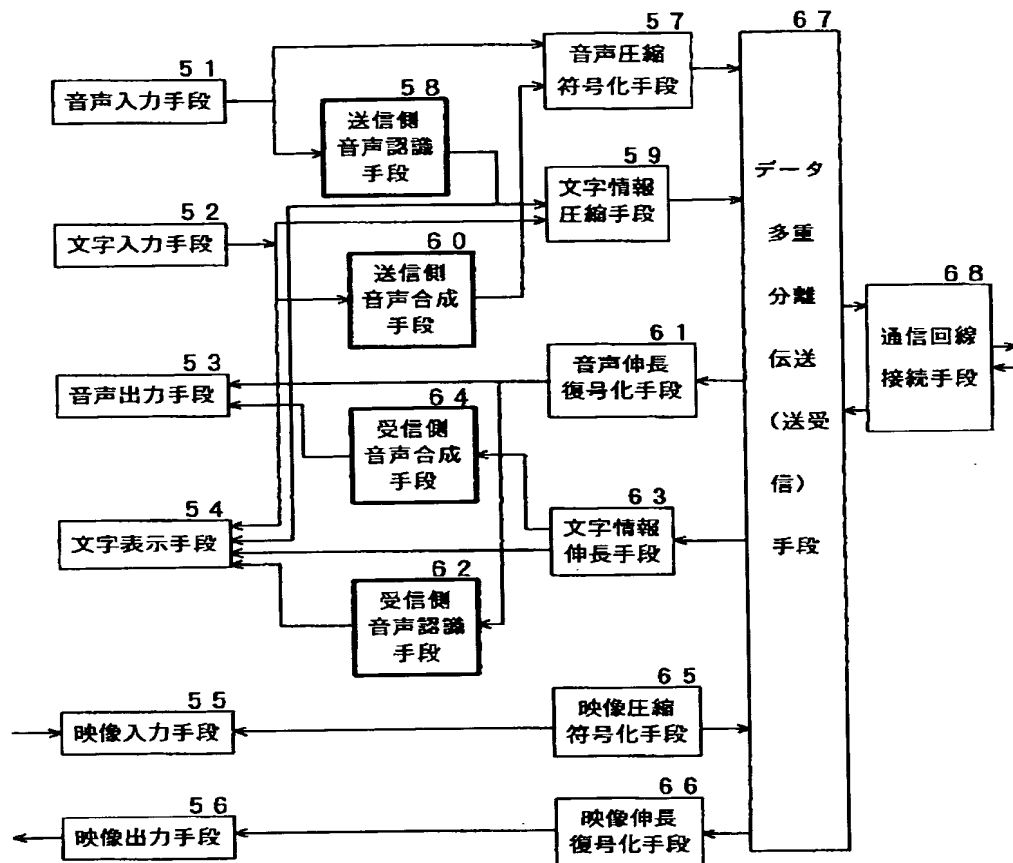 57
音声圧縮
符号化手段
67
51
音声入力手段
58
送信側
音声認識
手段
59
文字情報
圧縮手段
データ
多重
分離
伝送
(送受
信)
手段
52
文字入力手段
60
送信側
音声合成
手段
68
通信回線
接続手段
53
音声出力手段
61
音声伸長
復号化手段
64
受信側
音声合成
手段
54
文字表示手段
63
文字情報
伸長手段
62
受信側
音声認識
手段
55
映像入力手段
65
映像圧縮
符号化手段
56
映像出力手段
66
映像伸長
復号化手段